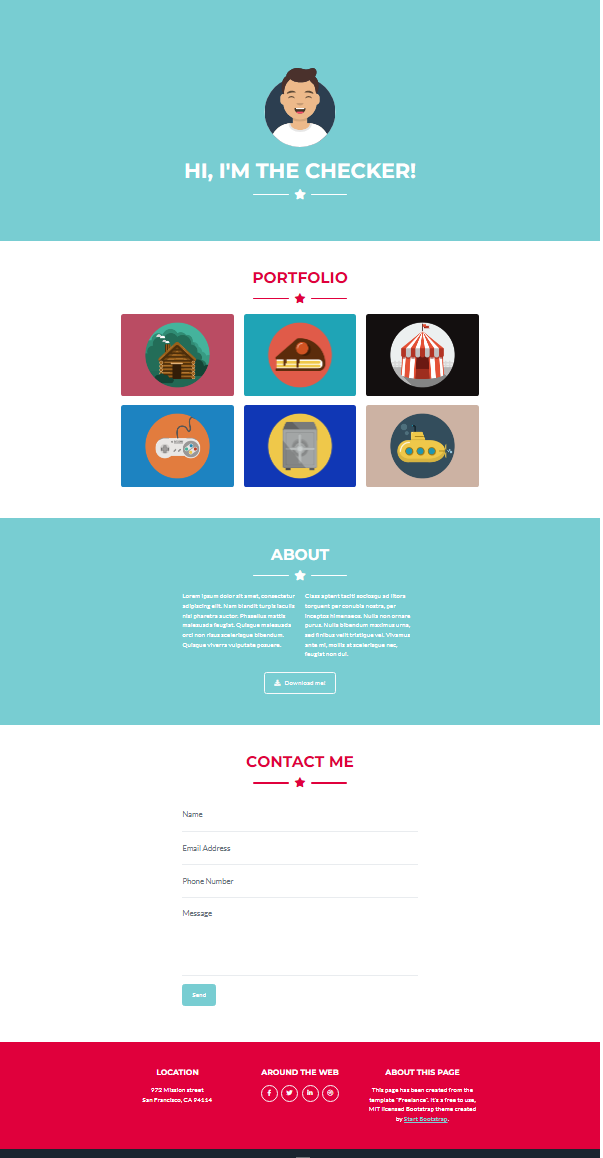 HI, I'M THE CHECKER!
PORTFOLIO
ABOUT
Lorem ipsum dolor sit amet, consectetur
adipiscing elit. Nam blandit turpis iaculis
nisi pharetra auctor. Phasellus mattis
malesuada feugiat. Quisque malesuada
orci non risus scelerisque bibendum.
Quisque viverra vulputate posuere.
Class aptent taciti sociosqu ad litora
torquent per conubia nostra, per
inceptos himenaeos. Nulla non ornare
purus. Nulla bibendum maximus urna,
sed finibus velit tristique vel. Vivamus
ante mi, mollis at scelerisque nec,
feugiat non dui.
Download me!
CONTACT ME
Name
Email Address
Phone Number
Message
Send
LOCATION
972 Mission street
San Francisco, CA 94114
AROUND THE WEB
ABOUT THIS PAGE
This page has been created from the
template "Freelance". It's a free to use,
MIT licensed Bootstrap theme created
by Start Bootstrap.